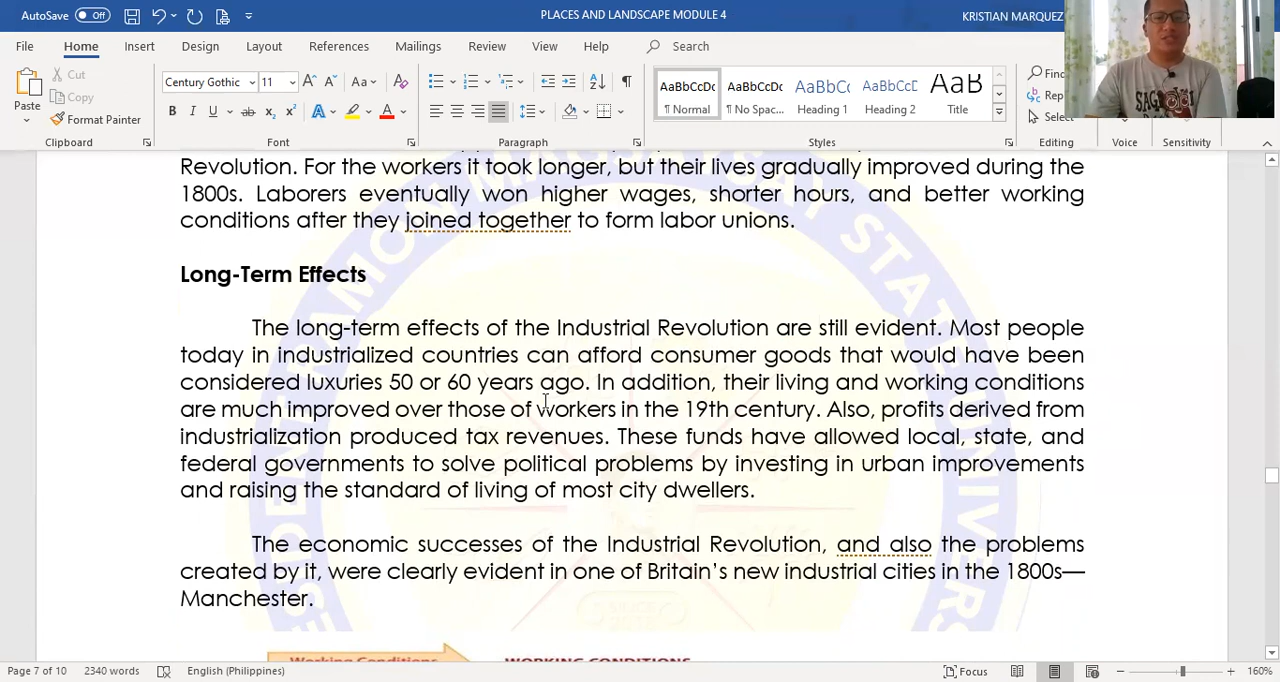 AutoSave Off
PLACES AND LANDSCAPE MODULE 4
KRISTIAN MARQUEZ
File Home Insert Design Layout References Mailings Review View Help Search
Paste
Cut
Copy
Format Painter
Century Gothic 11
AaBbCcDc AaBbCcDc AaBbCc AaBbCcD AaB
¶ Normal ¶ No Spac... Heading 1 Heading 2 Title
Find
Rep
Select
Clipboard Font Paragraph Styles Editing Voice Sensitivity
Revolution. For the workers it took longer, but their lives gradually improved during the
1800s. Laborers eventually won higher wages, shorter hours, and better working
conditions after they joined together to form labor unions.
Long-Term Effects
The long-term effects of the Industrial Revolution are still evident. Most people
today in industrialized countries can afford consumer goods that would have been
considered luxuries 50 or 60 years ago. In addition, their living and working conditions
are much improved over those of workers in the 19th century. Also, profits derived from
industrialization produced tax revenues. These funds have allowed local, state, and
federal governments to solve political problems by investing in urban improvements
and raising the standard of living of most city dwellers.
The economic successes of the Industrial Revolution, and also the problems
created by it, were clearly evident in one of Britain's new industrial cities in the 1800s—
Manchester.
Working Conditions WORKING CONDITIONS
Page 7 of 10 2340 words English (Philippines) Focus 160%